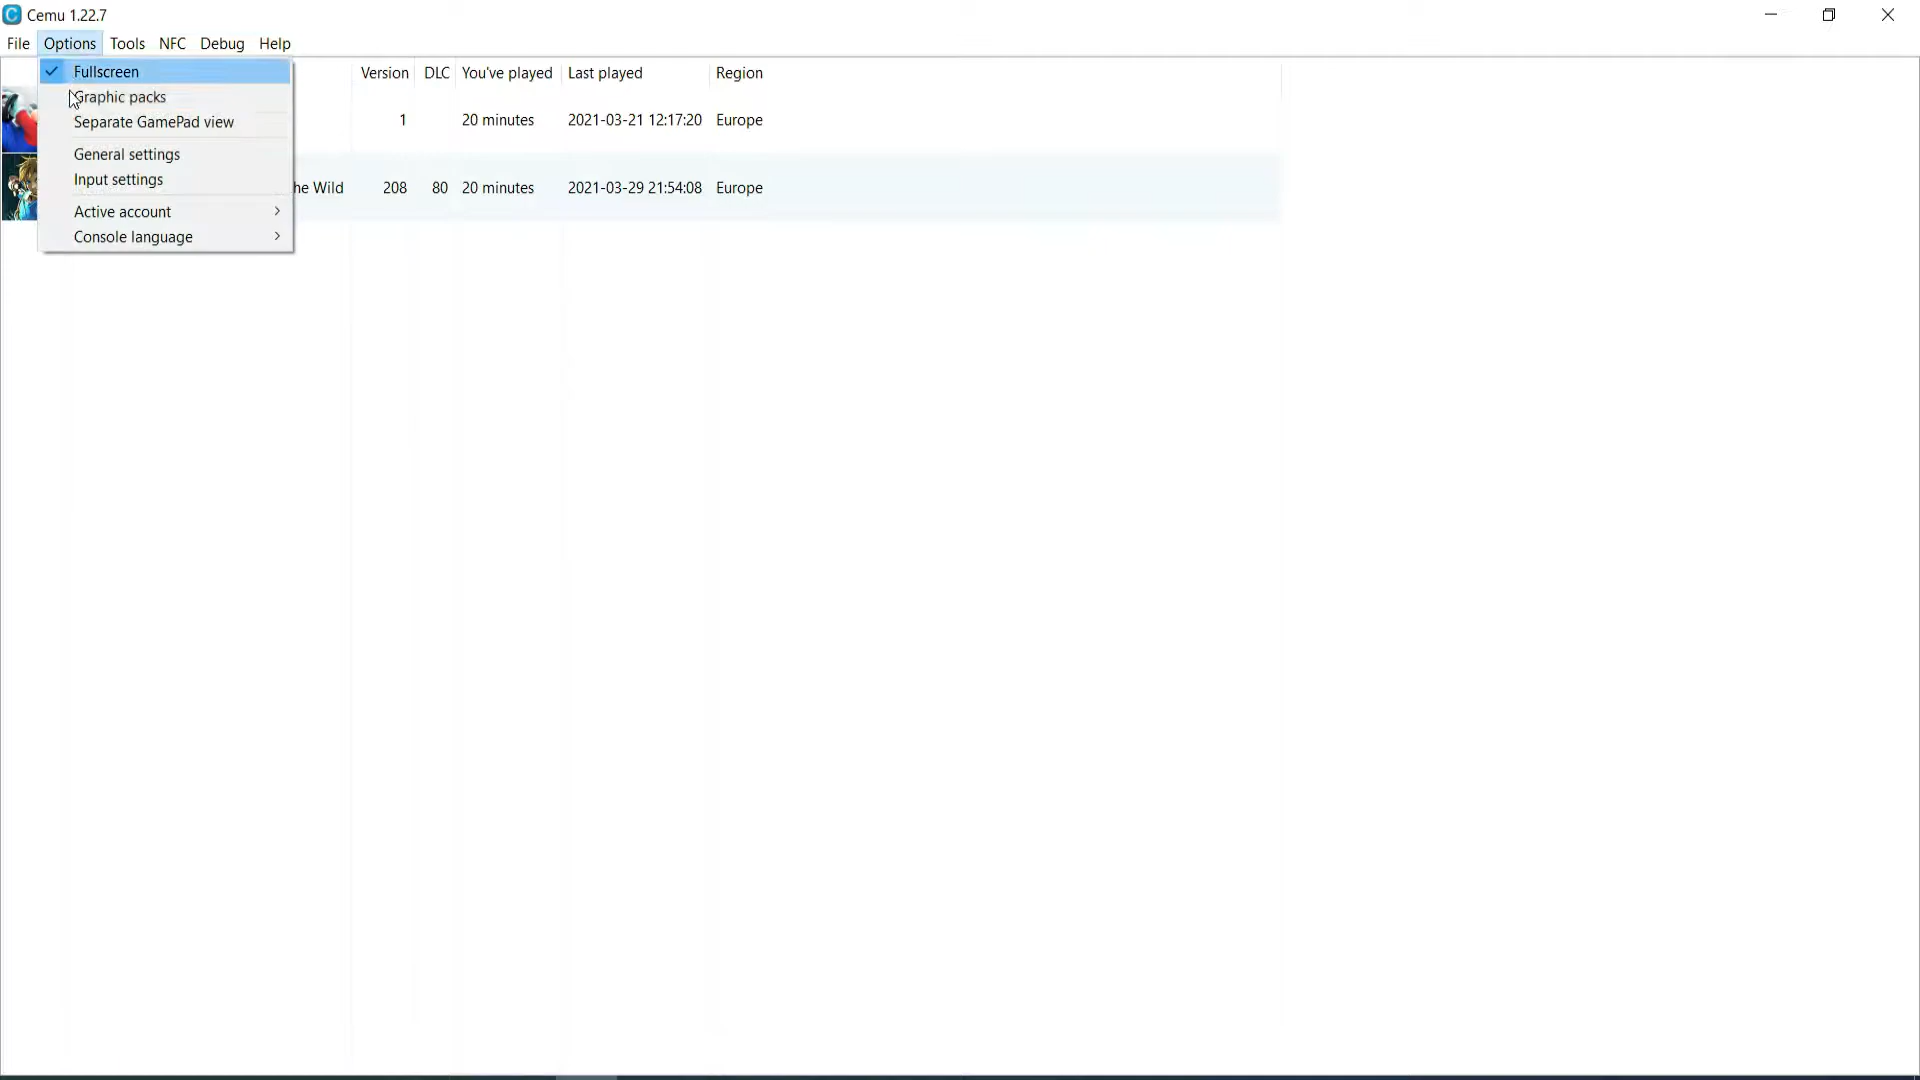 Cemu 1.22.7
File Options Tools NFC Debug Help
Version DLC You've played Last played Region
1 20 minutes 2021-03-21 12:17:20 Europe
he Wild 208 80 20 minutes 2021-03-29 21:54:08 Europe
Fullscreen
Graphic packs
Separate GamePad view
General settings
Input settings
Active account
Console language